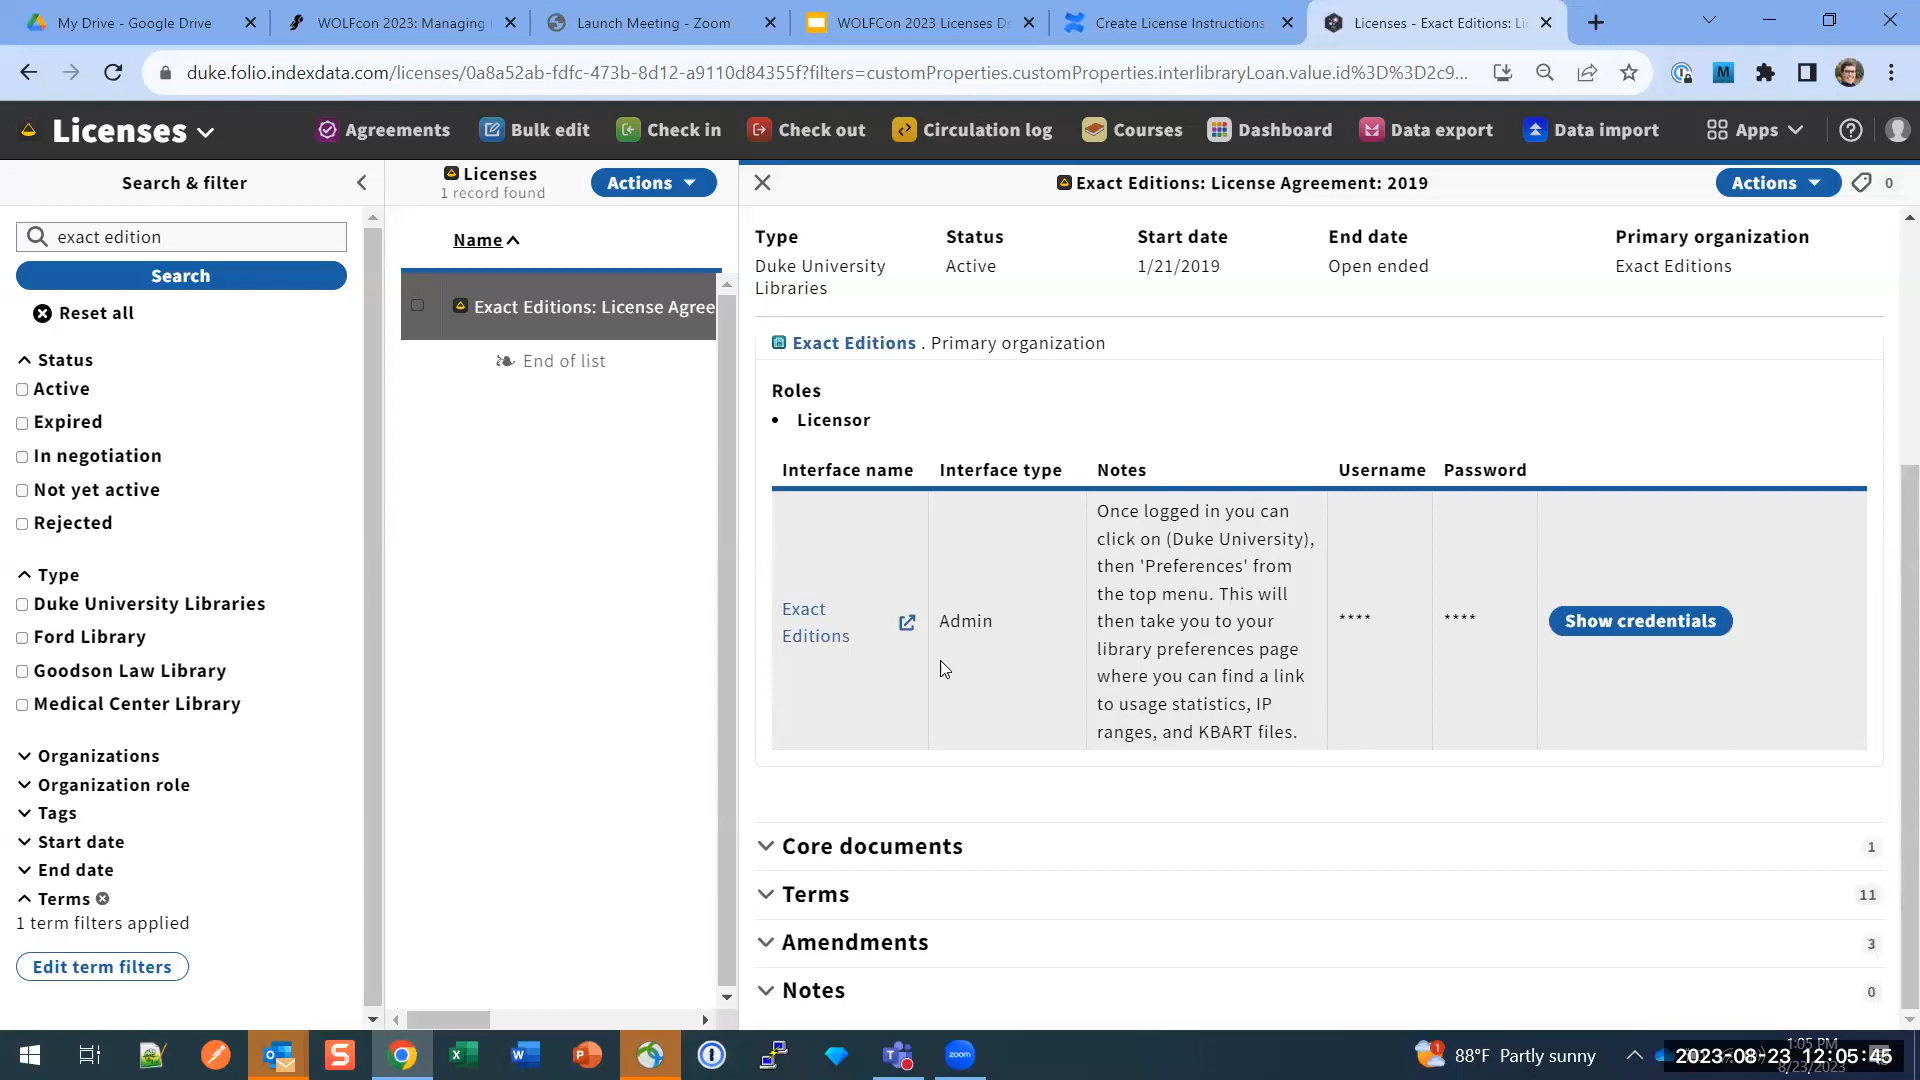 My Drive - Google Drive
WOLFcon 2023: Managing
Launch Meeting - Zoom
WOLFCon 2023 Licenses D
Create License Instructions
Licenses - Exact Editions: Li
duke.folio.indexdata.com/licenses/0a8a52ab-fdfc-473b-8d12-a9110d84355f?filters=customProperties.customProperties.interlibraryLoan.value.id%3D%3D2c9...
Licenses
Agreements
Bulk edit
Check in
Check out
Circulation log
Courses
Dashboard
Data export
Data import
Apps
Search & filter
Licenses
1 record found
Actions
Exact Editions: License Agreement: 2019
Actions
0
exact edition
Search
Reset all
Status
Active
Expired
In negotiation
Not yet active
Rejected
Type
Duke University Libraries
Ford Library
Goodson Law Library
Medical Center Library
Organizations
Organization role
Tags
Start date
End date
Terms
1 term filters applied
Edit term filters
Name
Exact Editions: License Agree
End of list
Type
Duke University
Libraries
Status
Active
Start date
1/21/2019
End date
Open ended
Primary organization
Exact Editions
Exact Editions . Primary organization
Roles
• Licensor
Interface name Interface type Notes Username Password
Exact
Editions
Admin
Once logged in you can
click on (Duke University),
then 'Preferences' from
the top menu. This will
then take you to your
library preferences page
where you can find a link
to usage statistics, IP
ranges, and KBART files.
****
****
Show credentials
Core documents 1
Terms 11
Amendments 3
Notes 0
zoom
88°F Partly sunny
1:05 PM
2023-08-23 12:05:45
8/23/2023